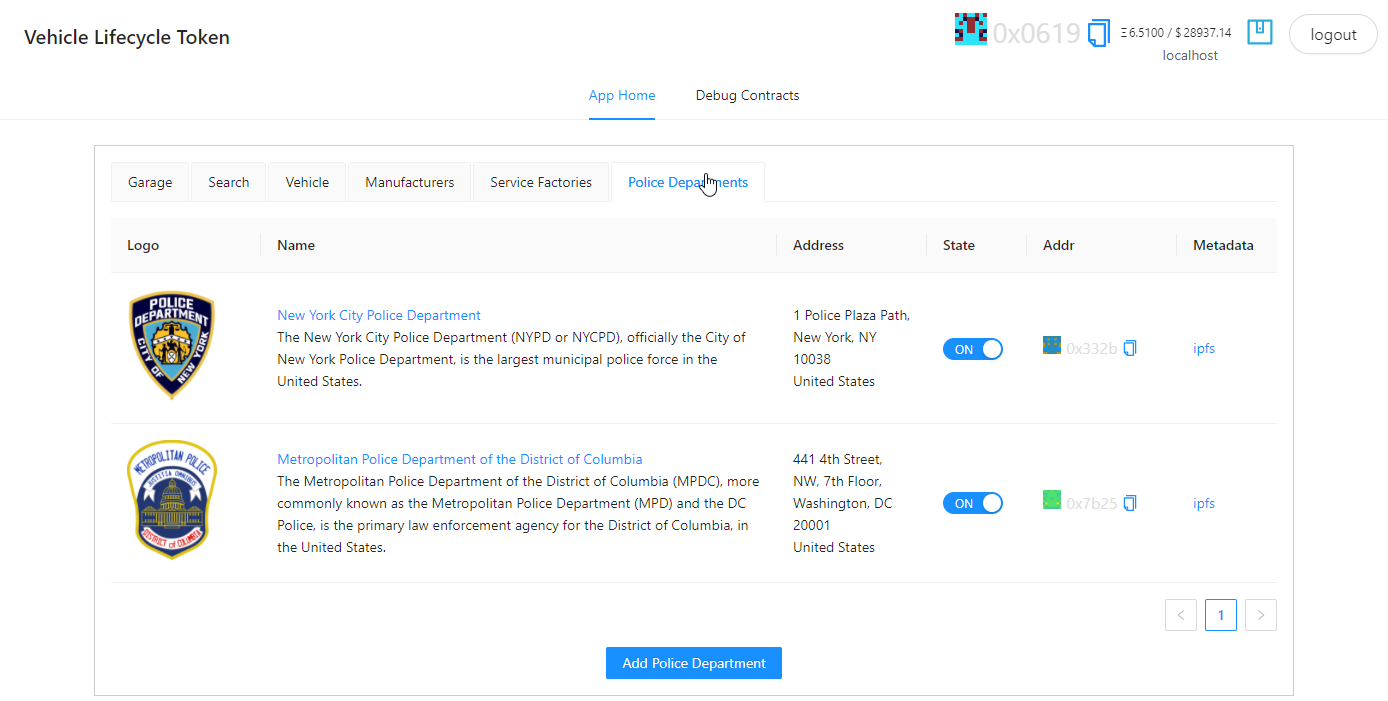 Vehicle Lifecycle Token
0x0619
Ξ6.5100 / $ 28937.14
localhost
logout
App Home
Debug Contracts
Garage
Search
Vehicle
Manufacturers
Service Factories
Police Departments
Logo
Name
Address
State
Addr
Metadata
POLICE
DEPARTMENT
CITY OF
NEW YORK
New York City Police Department
The New York City Police Department (NYPD or NYCPD), officially the City of
New York Police Department, is the largest municipal police force in the
United States.
1 Police Plaza Path,
New York, NY
10038
United States
ON
0x332b
ipfs
METROPOLITAN POLICE
JUSTITIA OMNIBUS
DISTRICT of COLUMBIA
Metropolitan Police Department of the District of Columbia
The Metropolitan Police Department of the District of Columbia (MPDC), more
commonly known as the Metropolitan Police Department (MPD) and the DC
Police, is the primary law enforcement agency for the District of Columbia, in
the United States.
441 4th Street,
NW, 7th Floor,
Washington, DC
20001
United States
ON
0x7b25
ipfs
<
1
>
Add Police Department